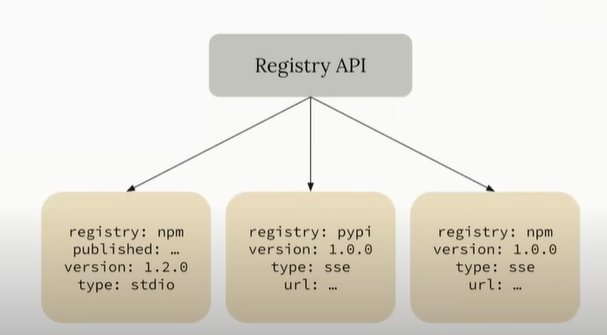 Registry API
registry: npm
published: …
version: 1.2.0
type: stdio
registry: pypi
version: 1.0.0
type: sse
url: …
registry: npm
version: 1.0.0
type: sse
url: …